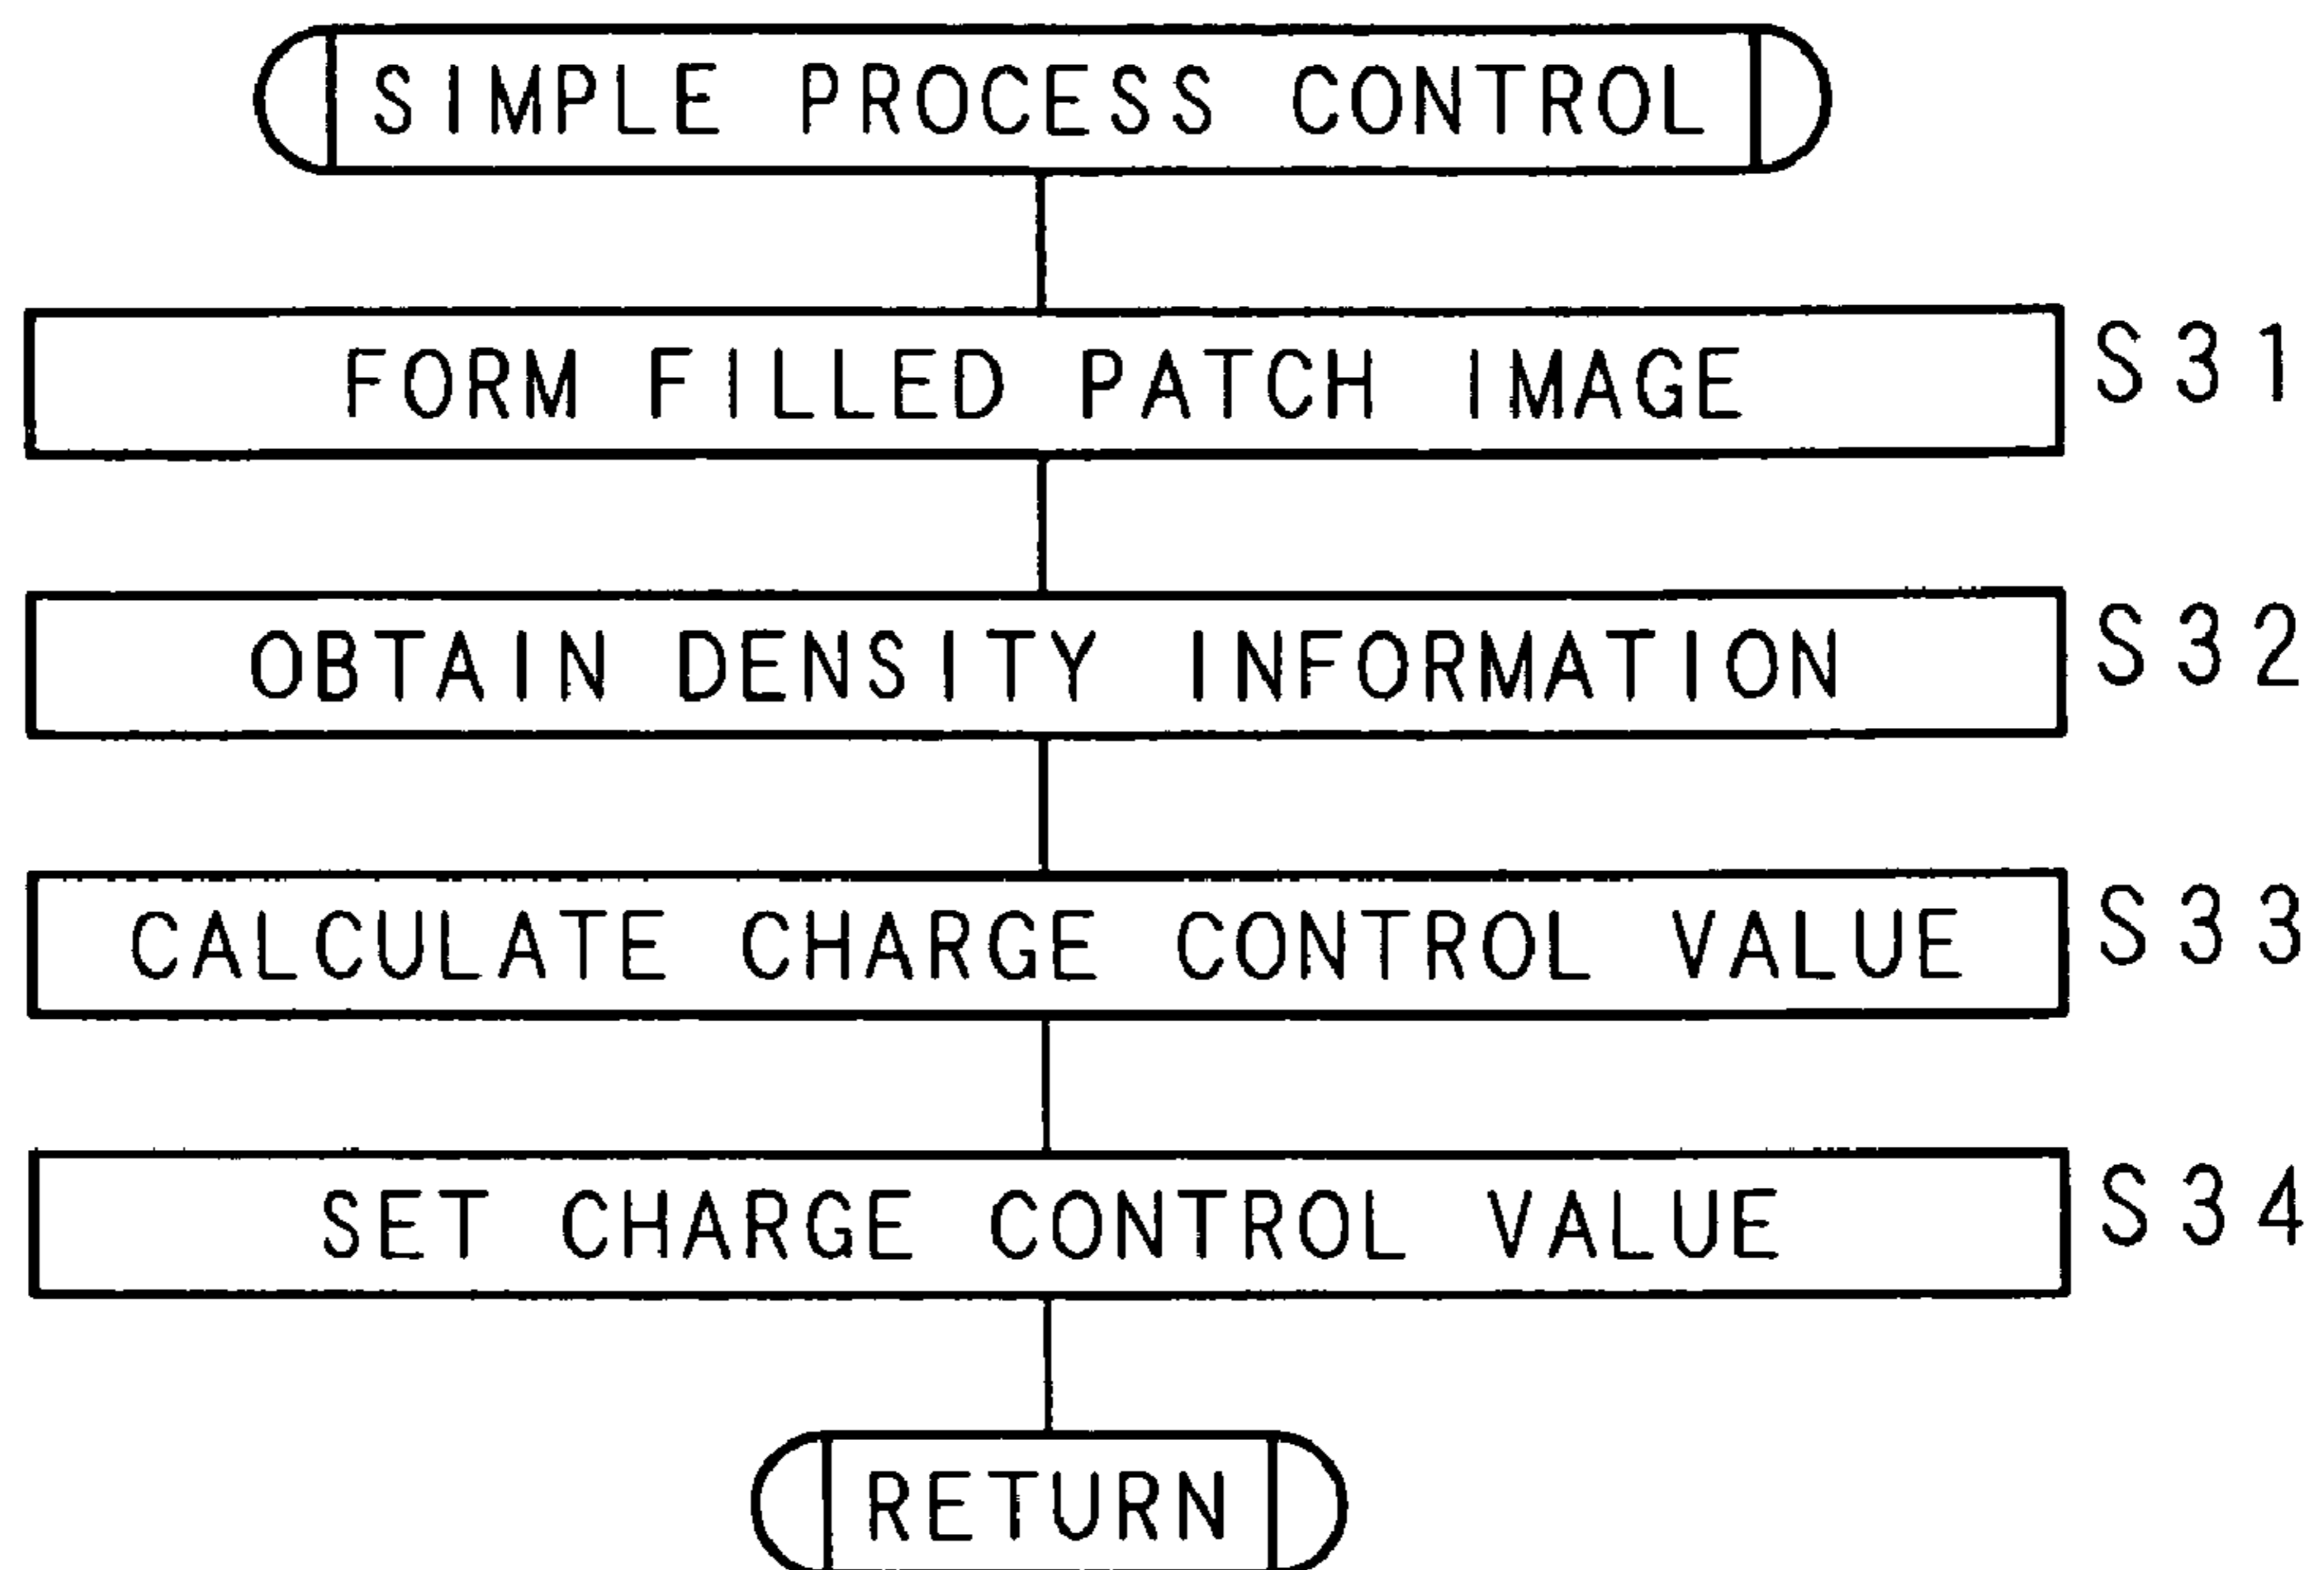 SIMPLE PROCESS CONTROL
FORM FILLED PATCH IMAGE S31
OBTAIN DENSITY INFORMATION S32
CALCULATE CHARGE CONTROL VALUE S33
SET CHARGE CONTROL VALUE S34
RETURN